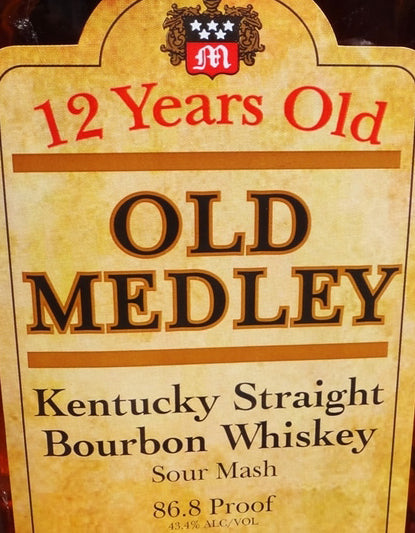 M
12 Years Old
OLD
MEDLEY
Kentucky Straight
Bourbon Whiskey
Sour Mash
86.8 Proof
43.4% ALC/VOL